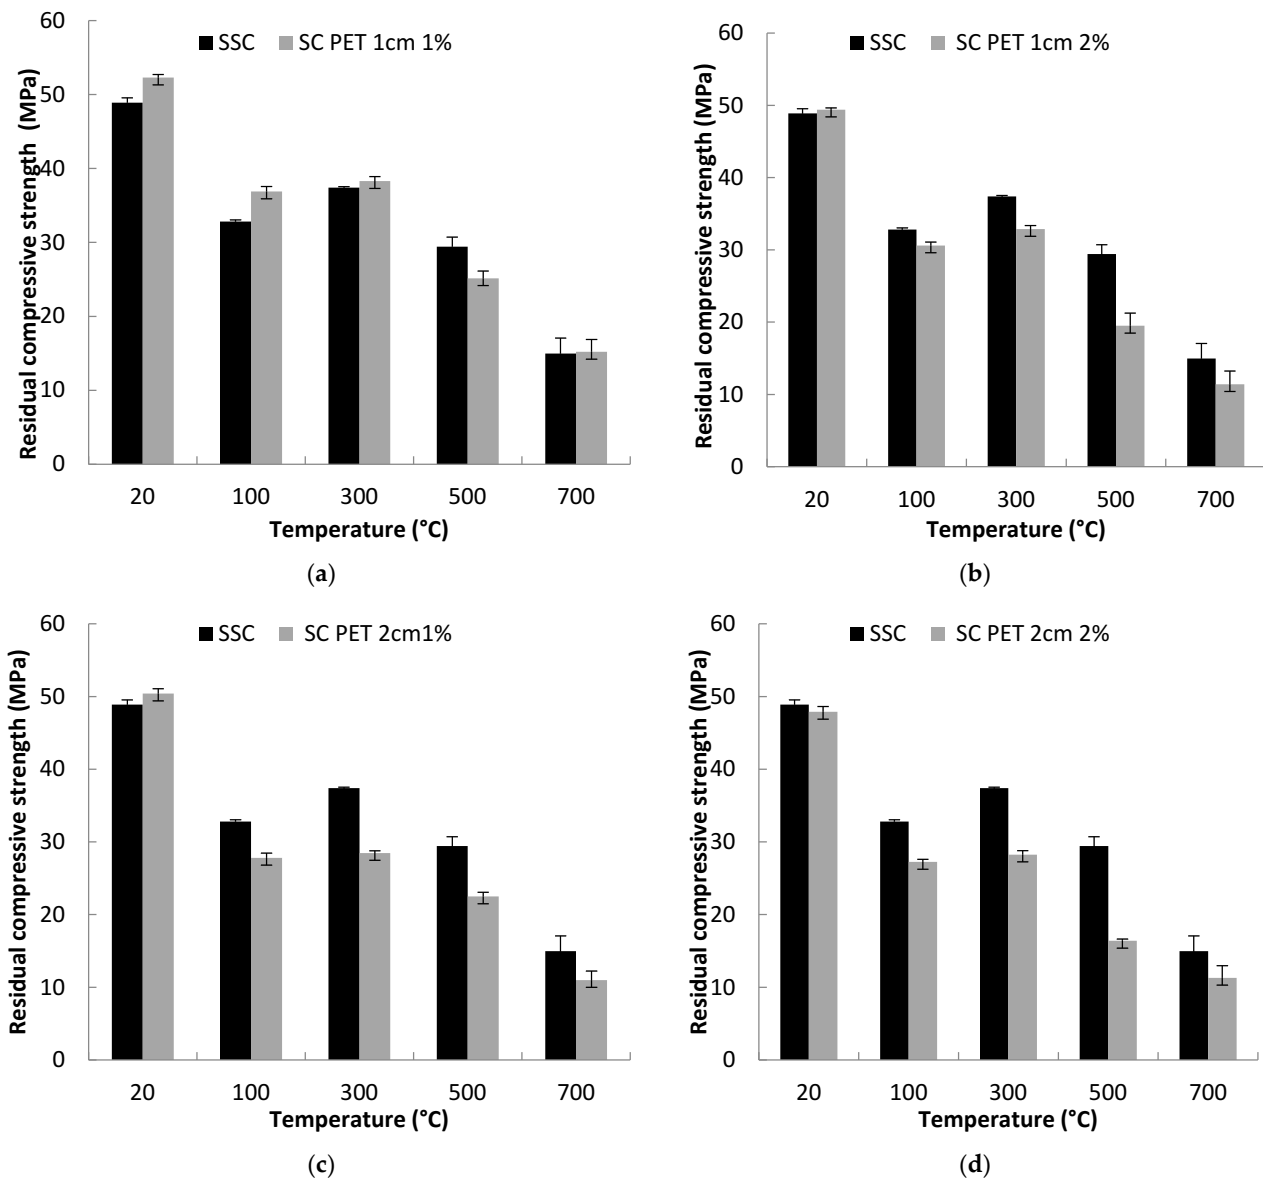 60
50
40
30
20
10
0
Residual compressive strength (MPa)
SSC SC PET 1cm 1%
20 100 300 500 700
Temperature (°C)
(a)
60
50
40
30
20
10
0
Residual compressive strength (MPa)
SSC SC PET 1cm 2%
20 100 300 500 700
Temperature (°C)
(b)
60
50
40
30
20
10
0
Residual compressive strength (MPa)
SSC SC PET 2cm1%
20 100 300 500 700
Temperature (°C)
(c)
60
50
40
30
20
10
0
Residual compressive strength (MPa)
SSC SC PET 2cm 2%
20 100 300 500 700
Temperature (°C)
(d)